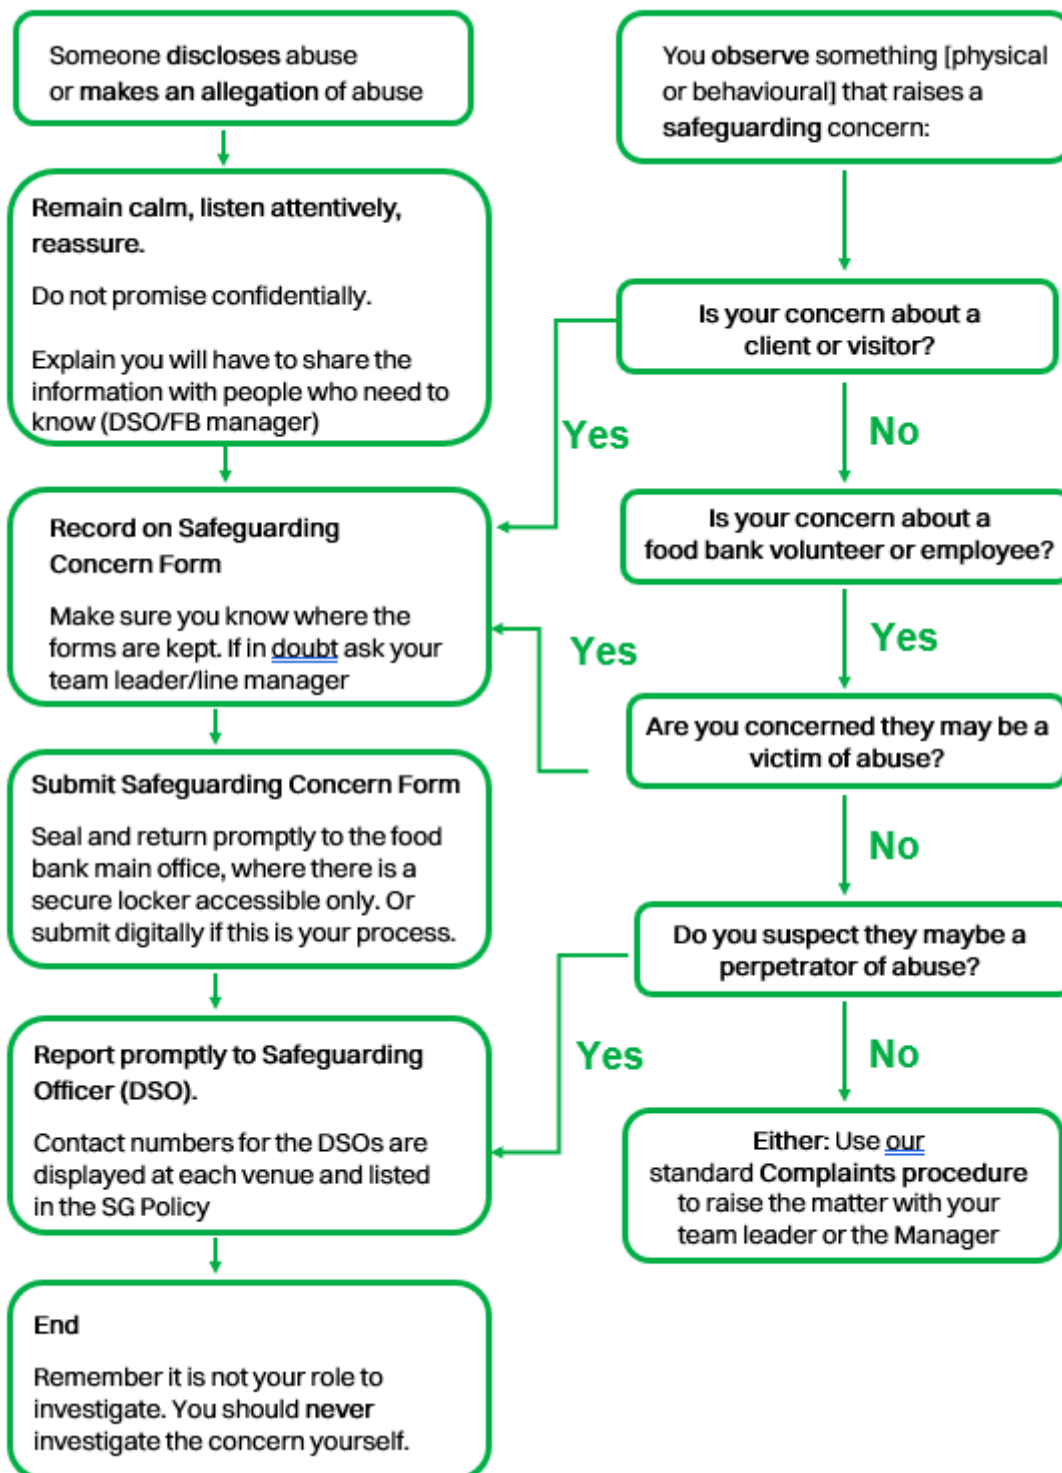 Someone discloses abuse
or makes an allegation of abuse
Remain calm, listen attentively,
reassure.
Do not promise confidentially.
Explain you will have to share the
information with people who need to
know (DSO/FB manager)
Record on Safeguarding
Concern Form
Make sure you know where the
forms are kept. If in doubt ask your
team leader/line manager
Submit Safeguarding Concern Form
Seal and return promptly to the food
bank main office, where there is a
secure locker accessible only. Or
submit digitally if this is your process.
Report promptly to Safeguarding
Officer (DSO).
Contact numbers for the DSOs are
displayed at each venue and listed
in the SG Policy
End
Remember it is not your role to
investigate. You should never
investigate the concern yourself.
You observe something [physical
or behavioural] that raises a
safeguarding concern:
Is your concern about a
client or visitor?
Yes
No
Is your concern about a
food bank volunteer or employee?
Yes
Yes
Are you concerned they may be a
victim of abuse?
No
Do you suspect they maybe a
perpetrator of abuse?
Yes
No
Either: Use our
standard Complaints procedure
to raise the matter with your
team leader or the Manager